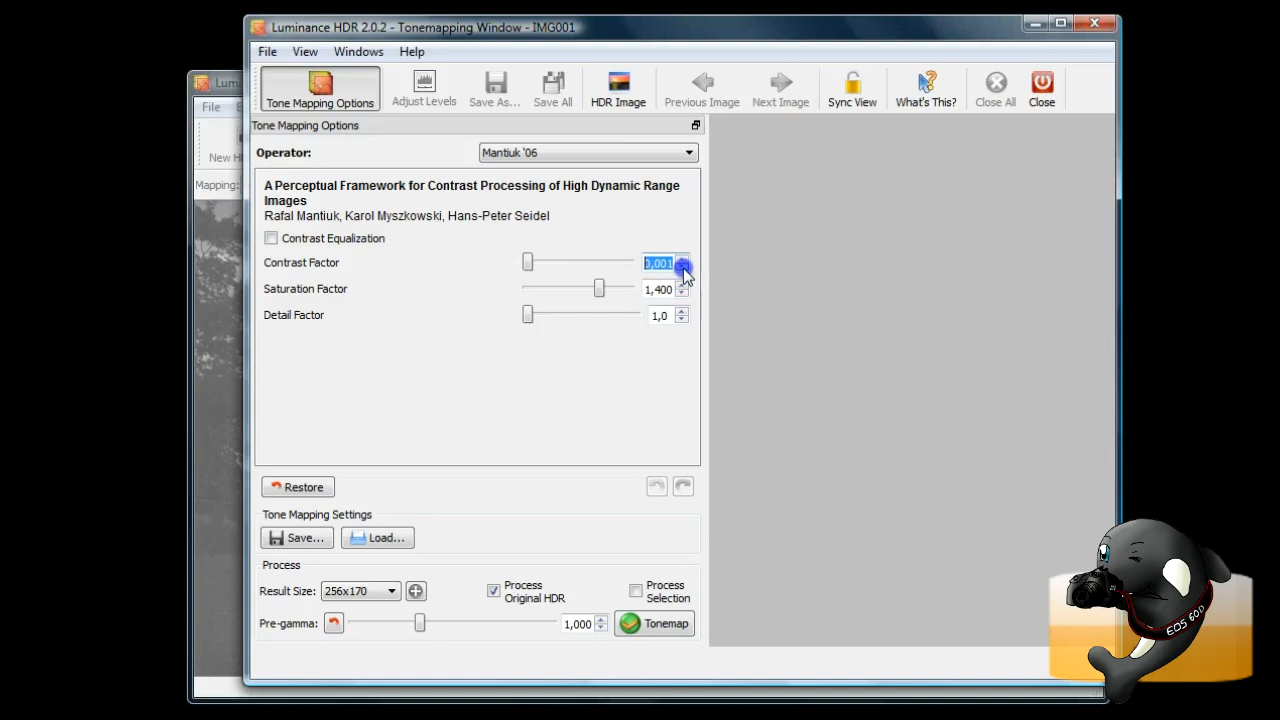 Luminance HDR 2.0.2 - Tonemapping Window - IMG001
File View Windows Help
Tone Mapping Options
Adjust Levels
Save As...
Save All
HDR Image
Previous Image
Next Image
Sync View
What's This?
Close All
Close
Lum
File
New H
Mapping:
Tone Mapping Options
Operator: Mantiuk '06
A Perceptual Framework for Contrast Processing of High Dynamic Range
Images
Rafal Mantiuk, Karol Myszkowski, Hans-Peter Seidel
Contrast Equalization
Contrast Factor 0,001
Saturation Factor 1,400
Detail Factor 1,0
Restore
Tone Mapping Settings
Save... Load...
Process
Result Size: 256x170
Process
Original HDR
Process
Selection
Pre-gamma: 1,000 Tonemap
EOS 60D